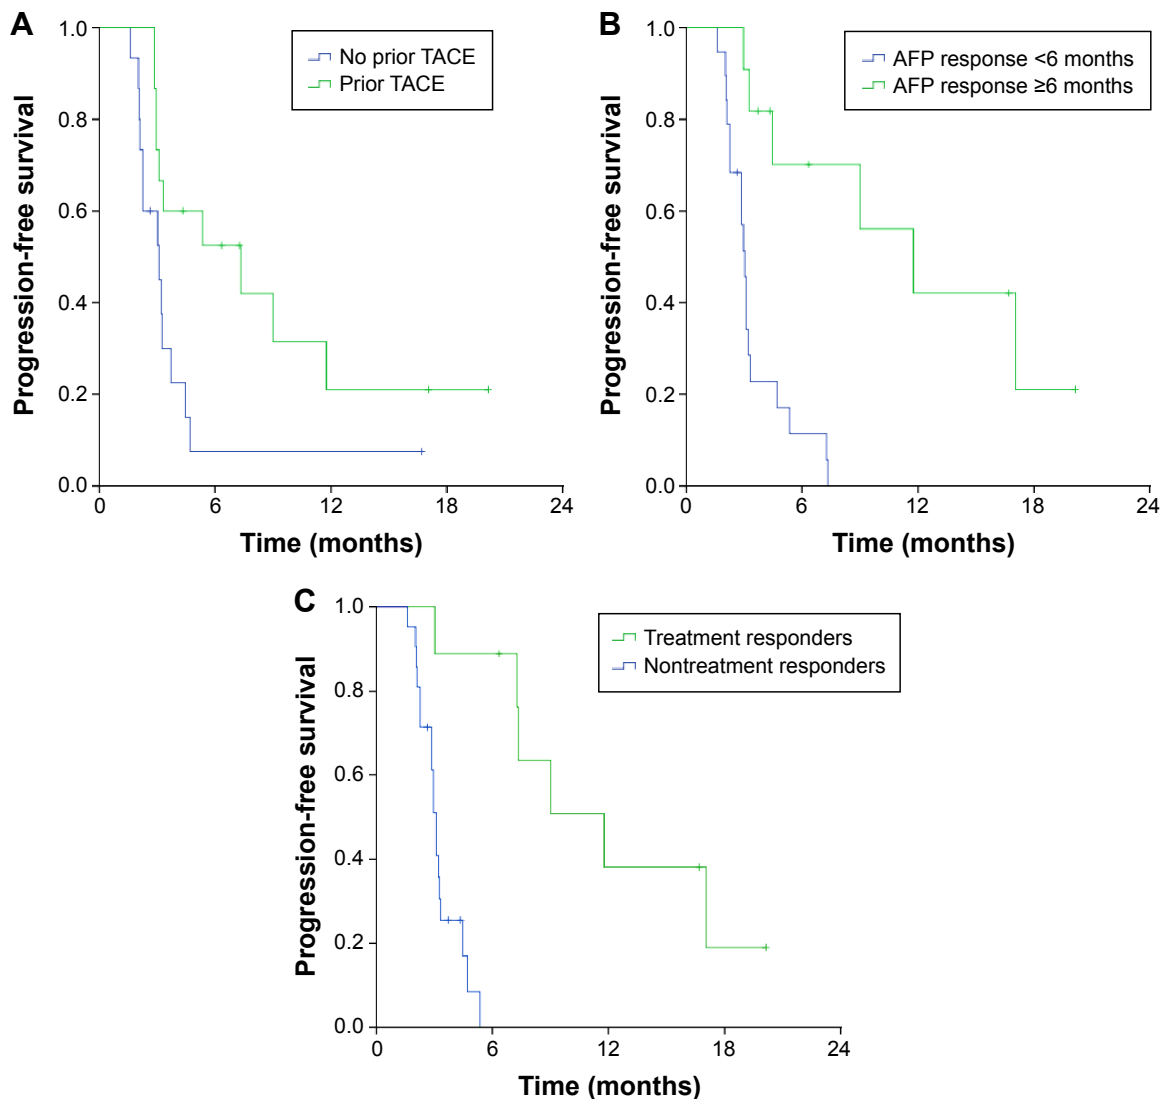 A
1.0
0.8
0.6
0.4
0.2
0.0
Progression-free survival
No prior TACE
Prior TACE
0 6 12 18 24
Time (months)
B
1.0
0.8
0.6
0.4
0.2
0.0
Progression-free survival
AFP response <6 months
AFP response ≥6 months
0 6 12 18 24
Time (months)
C
1.0
0.8
0.6
0.4
0.2
0.0
Progression-free survival
Treatment responders
Nontreatment responders
0 6 12 18 24
Time (months)